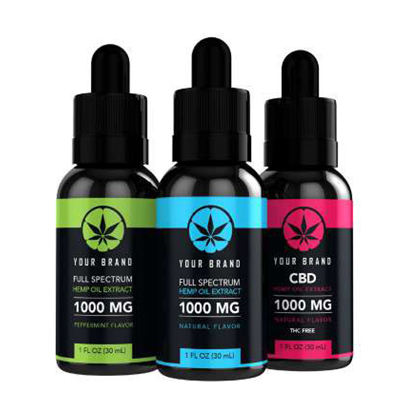 YOUR BRAND
FULL SPECTRUM
HEMP OIL EXTRACT
1000 MG
PEPPERMINT FLAVOR
1 FL OZ (30 mL)
YOUR BRAND
FULL SPECTRUM
HEMP OIL EXTRACT
1000 MG
NATURAL FLAVOR
1 FL OZ (30 mL)
YOUR BRAND
CBD
HEMP OIL EXTRACT
1000 MG
NATURAL FLAVOR
THC FREE
1 FL OZ (30 mL)